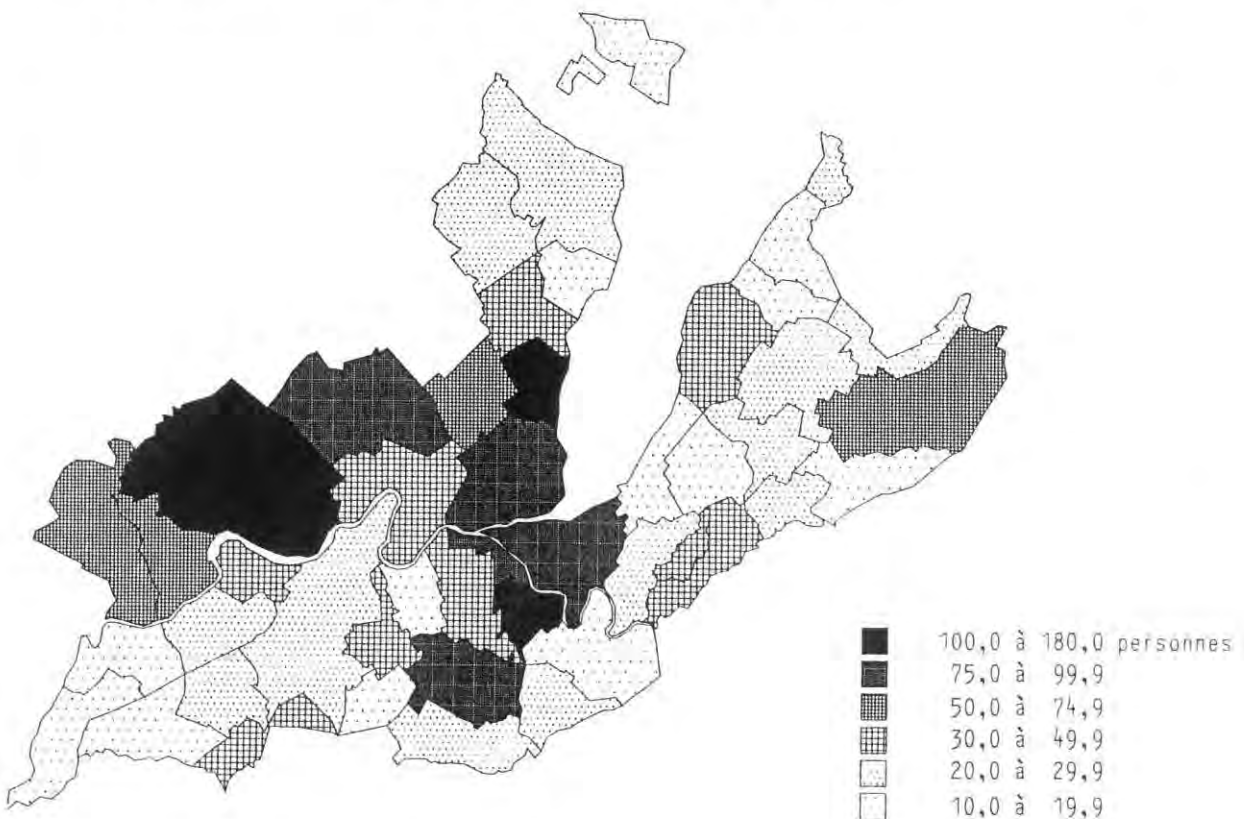 100,0 à 180,0 personnes
75,0 à 99,9
50,0 à 74,9
30,0 à 49,9
20,0 à 29,9
10,0 à 19,9